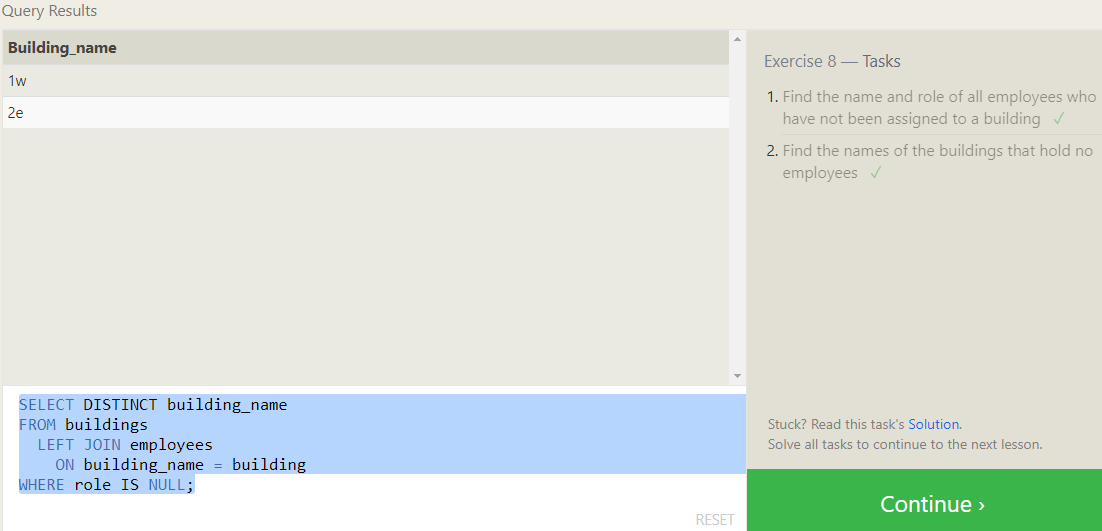 Query Results
Building_name
1w
2e
SELECT DISTINCT building_name
FROM buildings
LEFT JOIN employees
ON building_name = building
WHERE role IS NULL;
RESET
Exercise 8 — Tasks
1. Find the name and role of all employees who
have not been assigned to a building ✓
2. Find the names of the buildings that hold no
employees ✓
Stuck? Read this task's Solution.
Solve all tasks to continue to the next lesson.
Continue ›